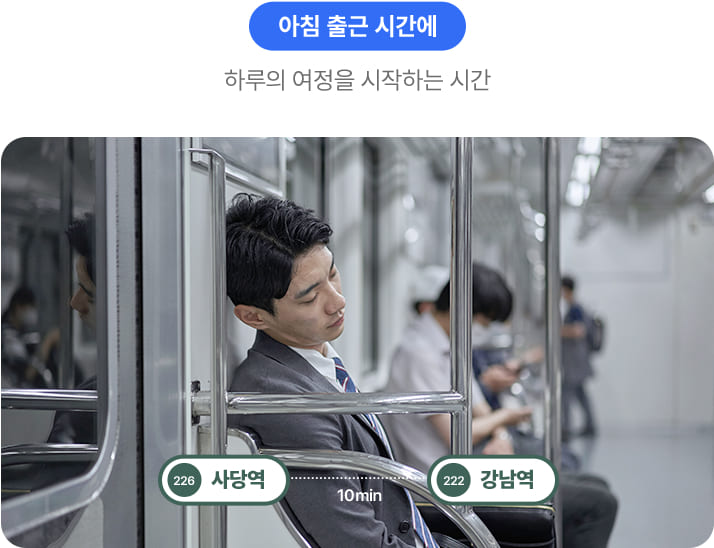 아침 출근 시간에
하루의 여정을 시작하는 시간
226 사당역
10min
222 강남역